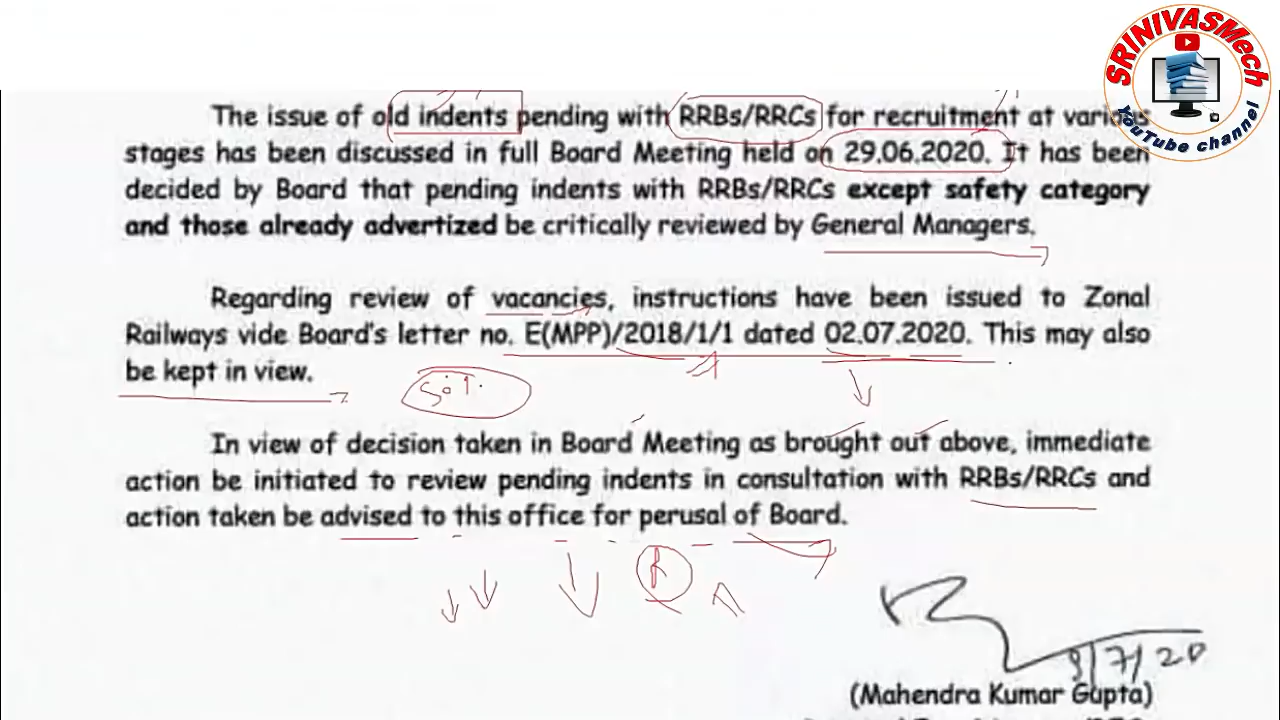 SRINIVASMech
YouTube channel
The issue of old indents pending with RRBs/RRCs for recruitment at various
stages has been discussed in full Board Meeting held on 29.06.2020. It has been
decided by Board that pending indents with RRBs/RRCs except safety category
and those already advertized be critically reviewed by General Managers.
Regarding review of vacancies, instructions have been issued to Zonal
Railways vide Board's letter no. E(MPP)/2018/1/1 dated 02.07.2020. This may also
be kept in view.
In view of decision taken in Board Meeting as brought out above, immediate
action be initiated to review pending indents in consultation with RRBs/RRCs and
action taken be advised to this office for perusal of Board.
R
9/7/20
(Mahendra Kumar Gupta)